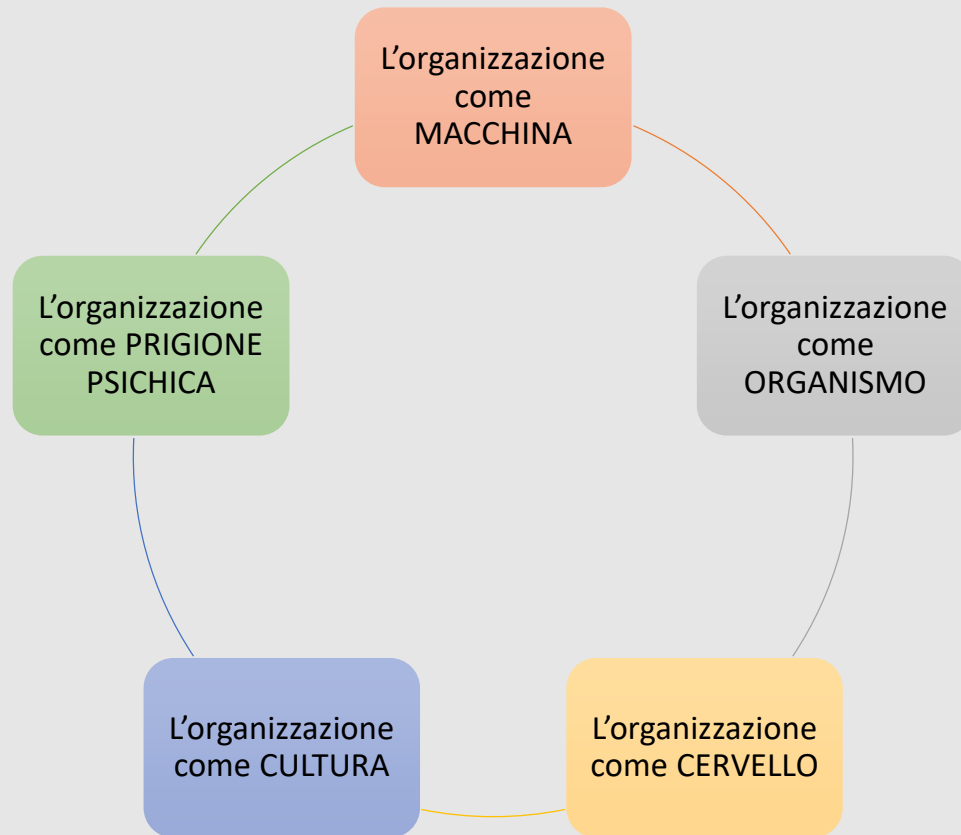 L’organizzazione
come
MACCHINA
L’organizzazione
come
ORGANISMO
L’organizzazione
come CERVELLO
L’organizzazione
come CULTURA
L’organizzazione
come PRIGIONE
PSICHICA